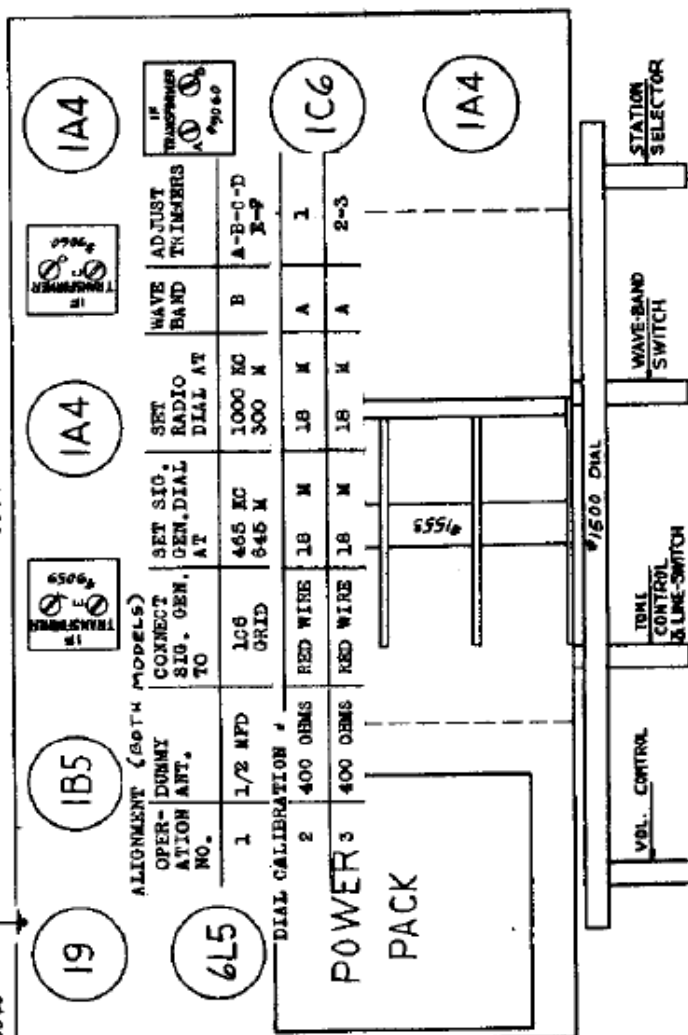 19
1B5
1A4
1A4
6L5
IF
TRANSFORMER
#9059
IF
TRANSFORMER
#9060
IF
TRANSFORMER
A
#9060
1C6
1A4
ALIGNMENT (BOTH MODELS)
OPER- DUMMY CONNECT SET SIG. SET WAVE ADJUST
ATION ANT. SIG. GEN. GEN. DIAL RADIO BAND TRIMMERS
NO. TO AT DIAL AT
1 1/2 MFD 1C6 465 KC 1000 KC B A-B-C-D
GRID 645 M 300 M E-F
DIAL CALIBRATION
2 400 OHMS RED WIRE 18 M 18 M A 1
3 400 OHMS RED WIRE 18 M 18 M A 2-3
POWER
PACK
#1553
#1500 DIAL
VOL. CONTROL
TONE
CONTROL
& LINE-SWITCH
WAVE-BAND
SWITCH
STATION
SELECTOR